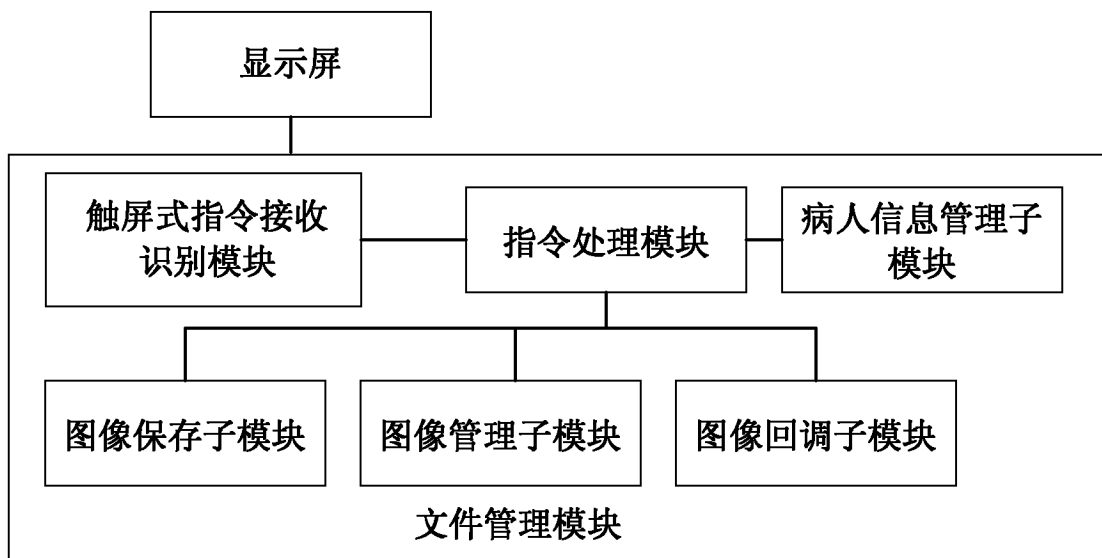 显示屏
触屏式指令接收
识别模块
指令处理模块
病人信息管理子
模块
图像保存子模块
图像管理子模块
图像回调子模块
文件管理模块